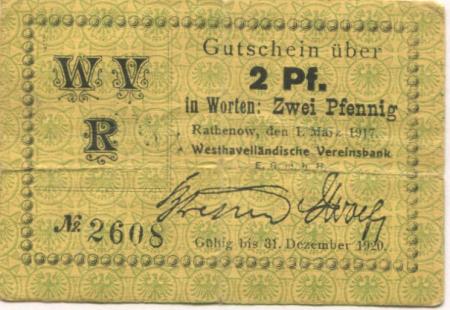 W V
R
Gutschein über
2 Pf.
in Worten: Zwei Pfennig
Rathenow, den 1. März 1917.
Westhavelländische Vereinsbank
№ 2608
Gültig bis 31. Dezember 1920.